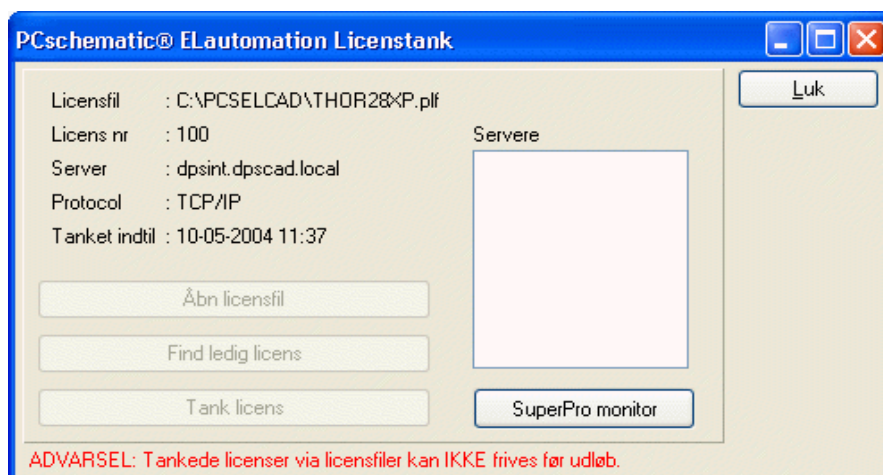 PCschematic® ELautomation Licenstank
Licensfil : C:\PCSELCAD\THOR28XP.plf
Luk
Licens nr : 100
Servere
Server : dpsint.dpscad.local
Protocol : TCP/IP
Tanket indtil : 10-05-2004 11:37
Åbn licensfil
Find ledig licens
Tank licens
SuperPro monitor
ADVARSEL: Tankede licenser via licensfiler kan IKKE frives før udløb.